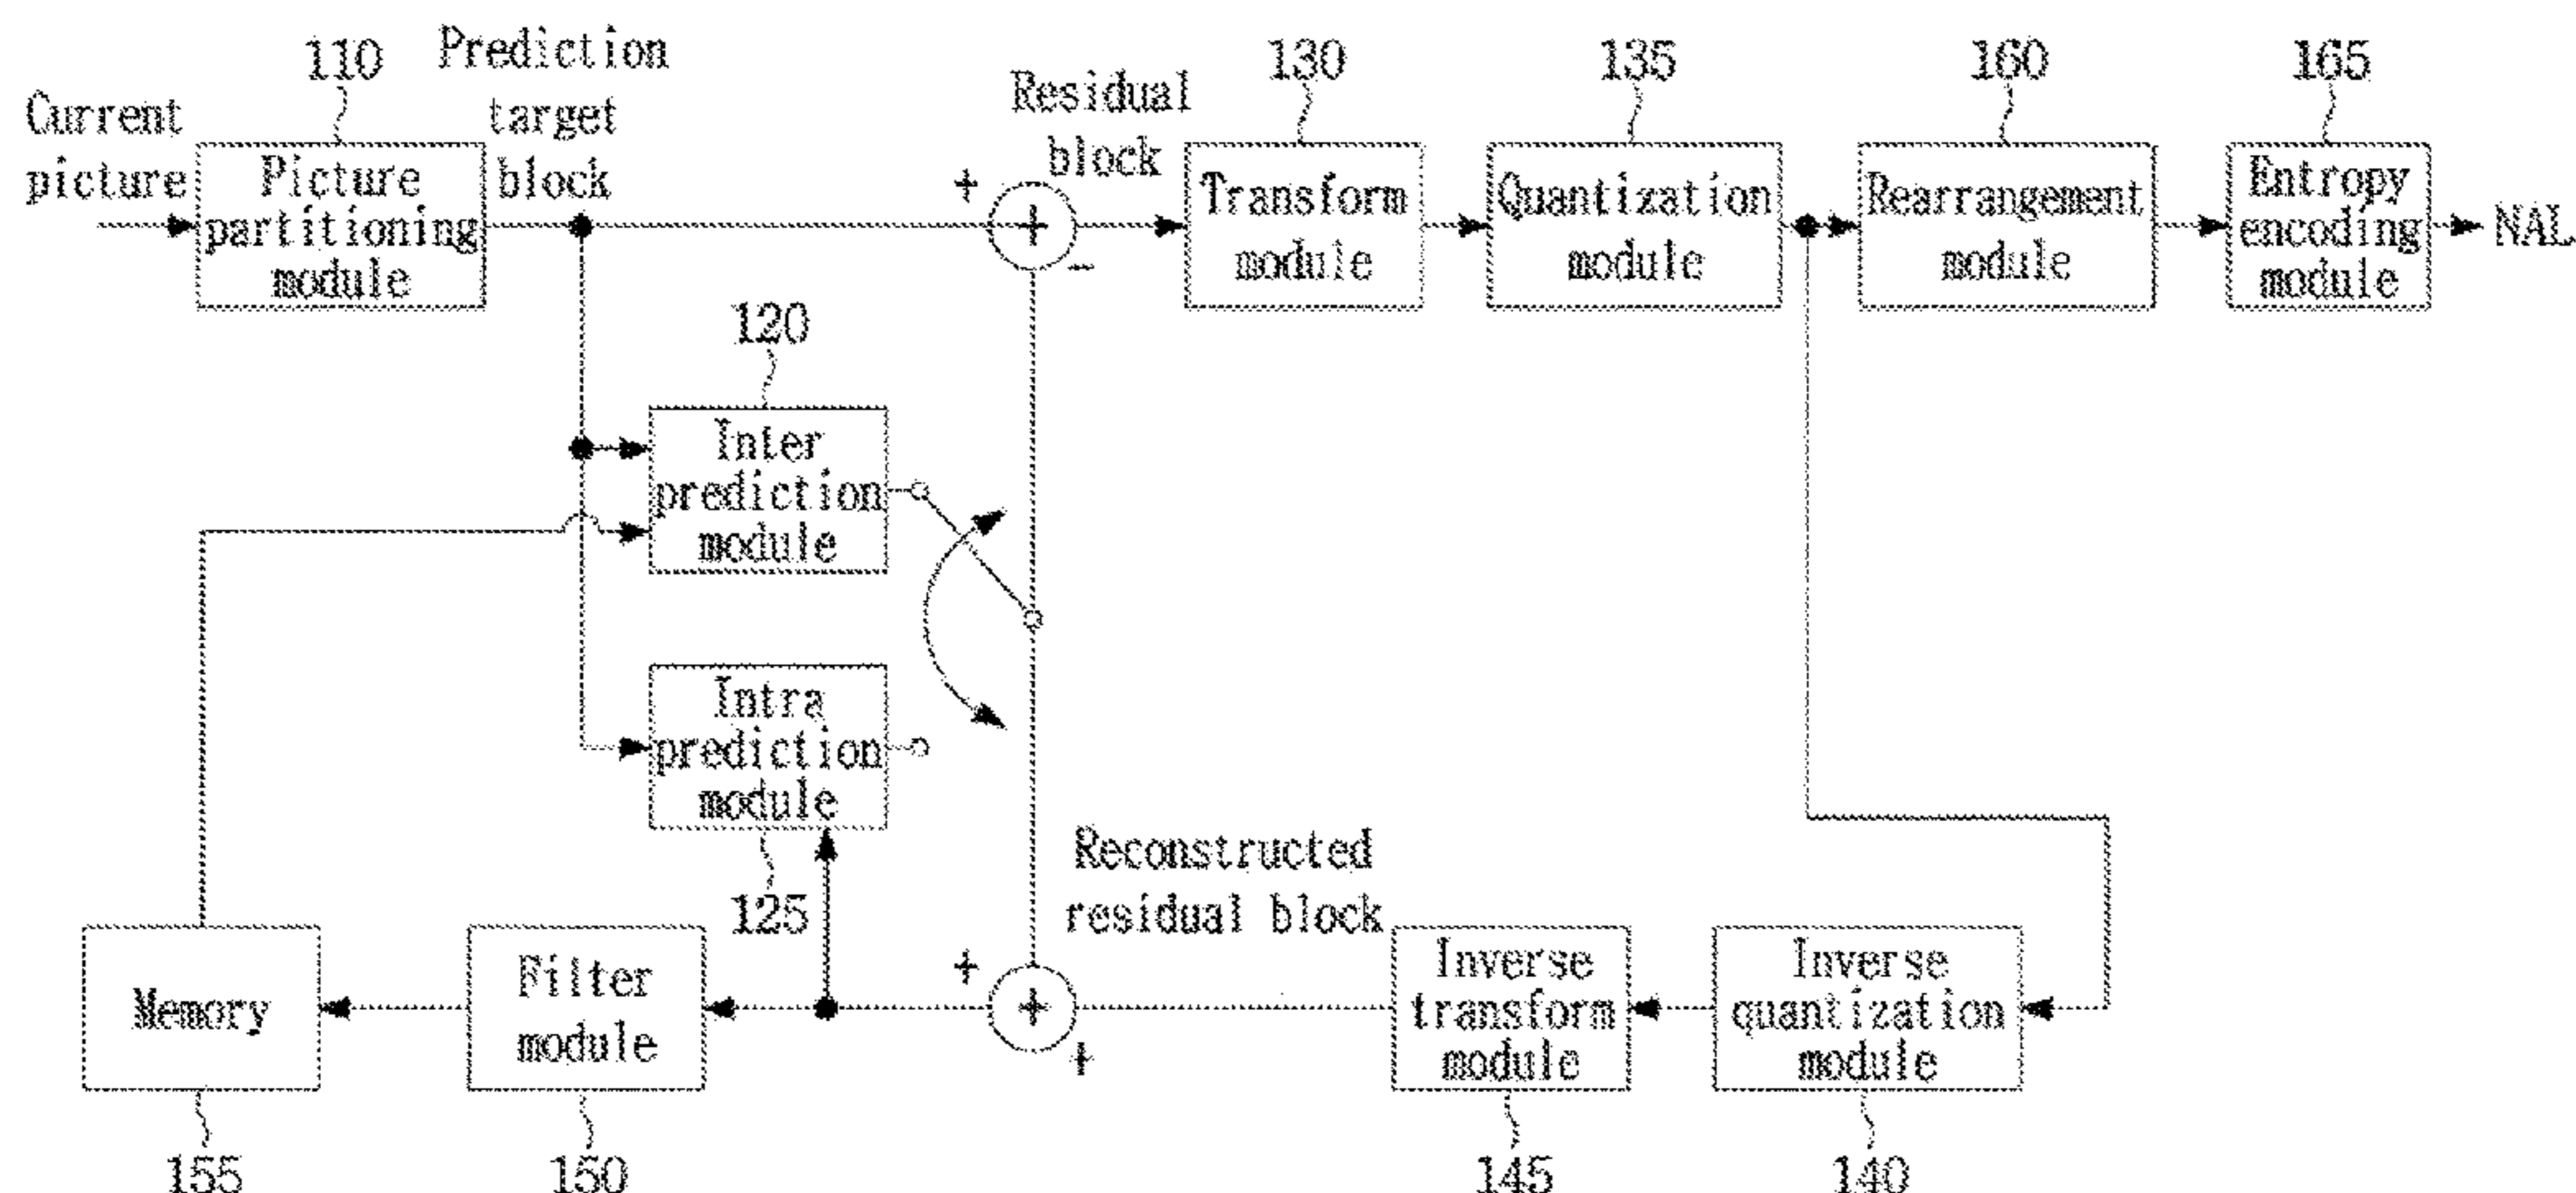 110
Prediction
target
block
Current
picture
Picture
partitioning
module
Residual
block
+
+
−
130
Transform
module
135
Quantization
module
160
Rearrangement
module
165
Entropy
encoding
module
NAL
120
Inter
prediction
module
Intra
prediction
module
125
Reconstructed
residual block
+
+
+
Memory
155
Filter
module
150
Inverse
transform
module
145
Inverse
quantization
module
140